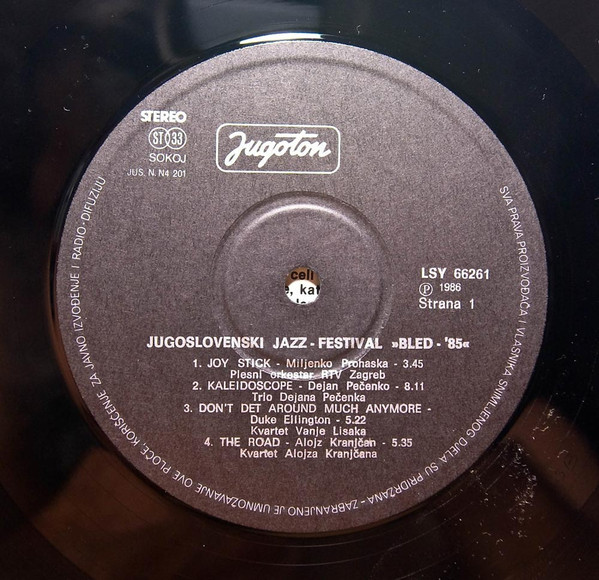 STEREO
ST 33
SOKOJ
JUS. N. N4 201
Jugoton
LSY 66261
Ⓟ 1986
Strana 1
cell
, kat
JUGOSLOVENSKI JAZZ - FESTIVAL »BLED - '85«
1. JOY STICK - Miljenko Prohaska - 3.45
Plesni orkestar RTV Zagreb
2. KALEIDOSCOPE - Dejan Pečenko - 8.11
Trio Dejana Pečenka
3. DON'T DET AROUND MUCH ANYMORE -
Duke Ellington - 5.22
Kvartet Vanje Lisaka
4. THE ROAD - Alojz Kranjčan - 5.35
Kvartet Alojza Kranjčana
SVA PRAVA PROIZVOĐAČA I VLASNIKA SNIMLJENOG DJELA SU PRIDRŽANA - ZABRANJENO JE UMNOŽAVANJE OVE PLOČE, KORIŠĆENJE ZA JAVNO IZVOĐENJE I RADIO-DIFUZIJU